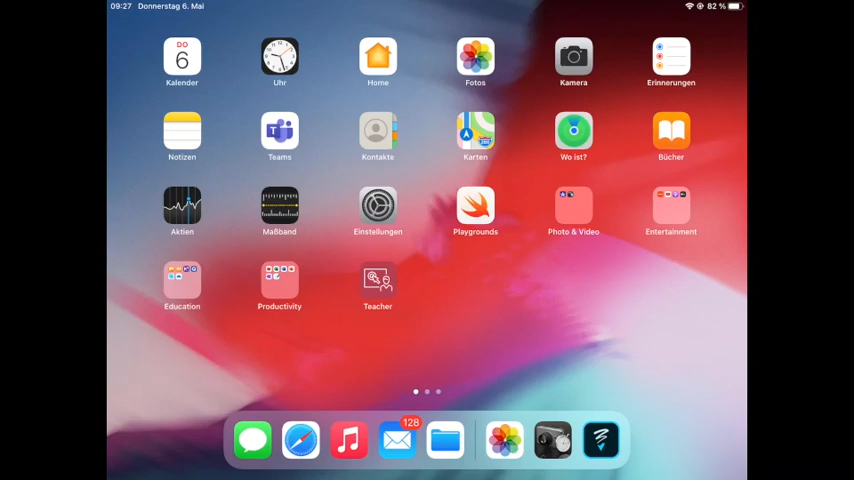 09:27 Donnerstag 6. Mai
82 %
DO
6
Kalender
Uhr
Home
Fotos
Kamera
Erinnerungen
Notizen
Teams
Kontakte
Karten
Wo ist?
Bücher
Aktien
Maßband
Einstellungen
Playgrounds
Photo & Video
Entertainment
Education
Productivity
Teacher
128